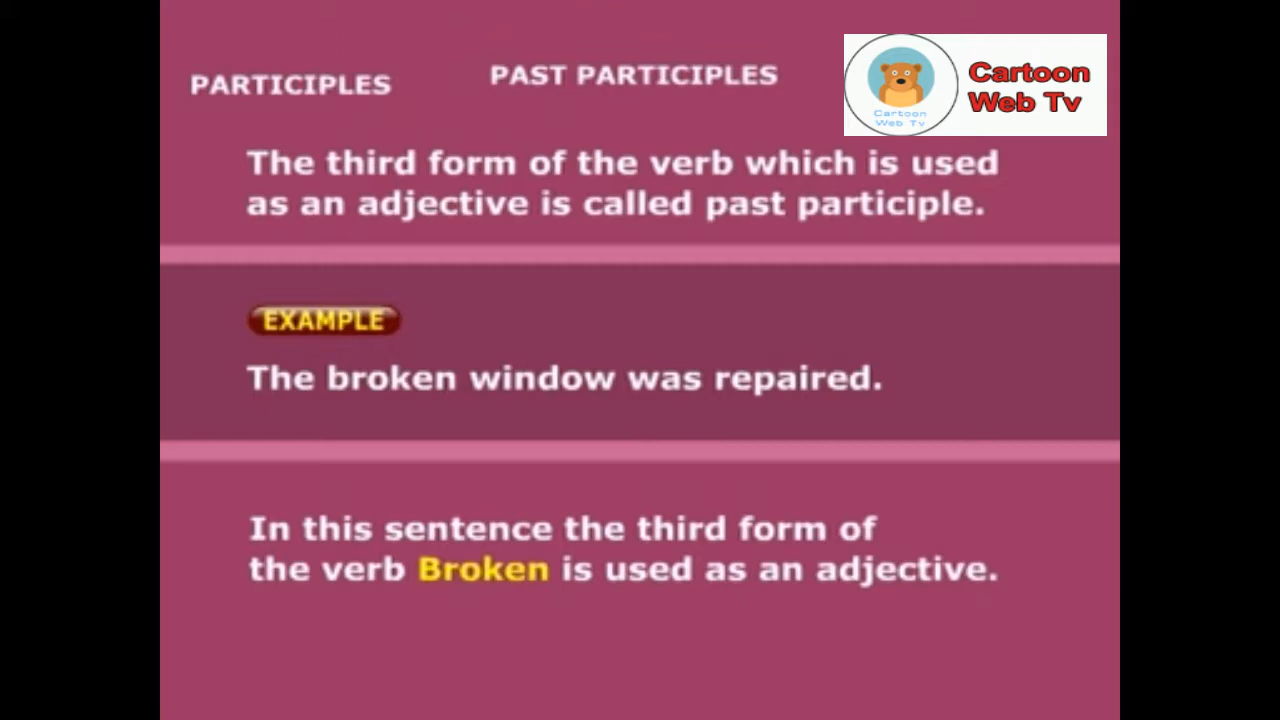 PARTICIPLES
PAST PARTICIPLES
Cartoon
Web Tv
Cartoon
Web Tv
The third form of the verb which is used
as an adjective is called past participle.
EXAMPLE
The broken window was repaired.
In this sentence the third form of
the verb Broken is used as an adjective.